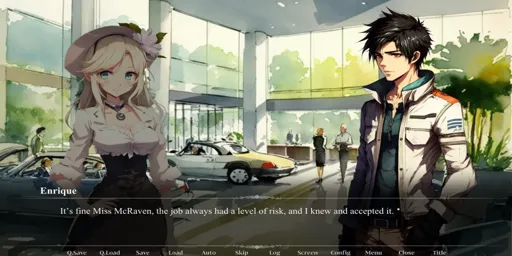 Enrique
It's fine Miss McRaven, the job always had a level of risk, and I knew and accepted it.
Q.Save Q.Load Save Load Auto Skip Log Screen Config Menu Close Title